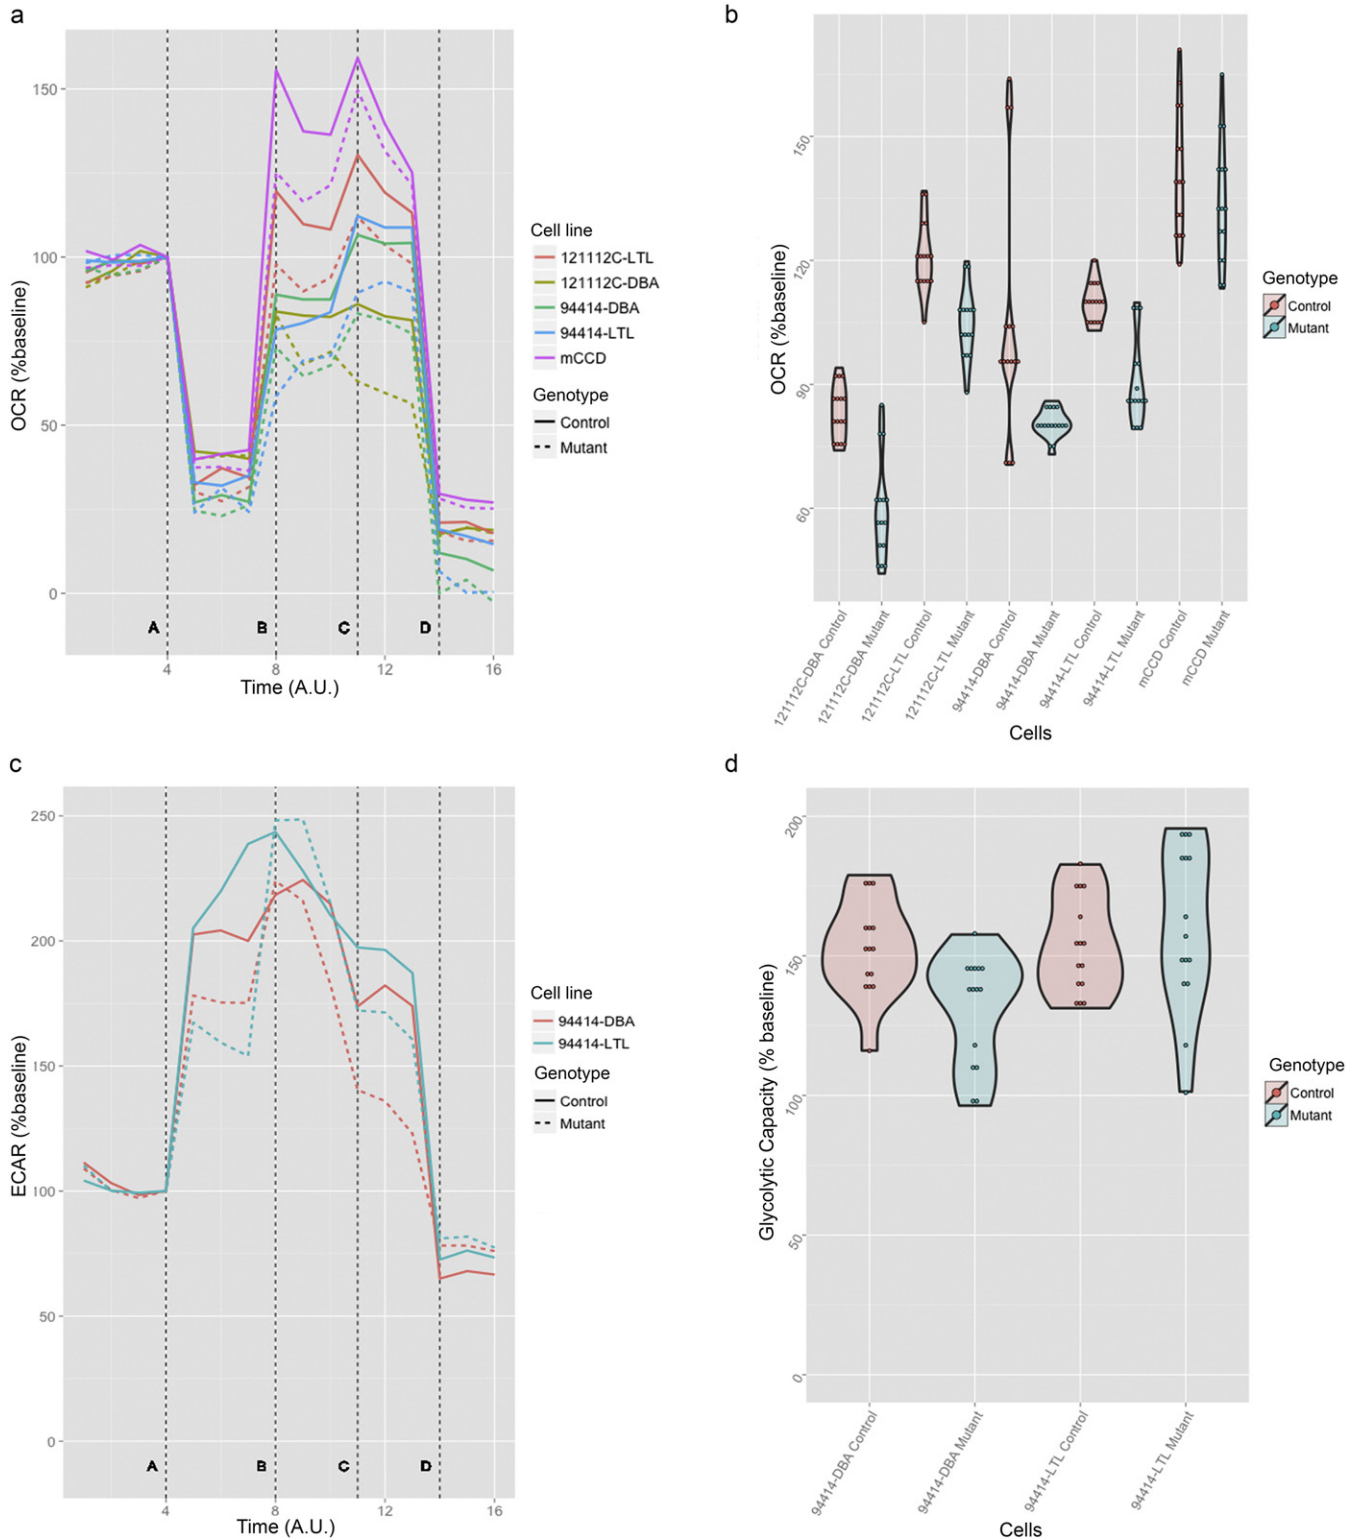 a
150
100
50
0
OCR (%baseline)
A
B
C
D
4
8
12
16
Time (A.U.)
Cell line
121112C-LTL
121112C-DBA
94414-DBA
94414-LTL
mCCD
Genotype
Control
Mutant
b
150
120
90
60
OCR (%baseline)
121112C-DBA Control
121112C-DBA Mutant
121112C-LTL Control
121112C-LTL Mutant
94414-DBA Control
94414-DBA Mutant
94414-LTL Control
94414-LTL Mutant
mCCD Control
mCCD Mutant
Cells
Genotype
Control
Mutant
c
250
200
150
100
50
0
ECAR (%baseline)
A
B
C
D
4
8
12
16
Time (A.U.)
Cell line
94414-DBA
94414-LTL
Genotype
Control
Mutant
d
200
150
100
50
0
Glycolytic Capacity (% baseline)
94414-DBA Control
94414-DBA Mutant
94414-LTL Control
94414-LTL Mutant
Cells
Genotype
Control
Mutant